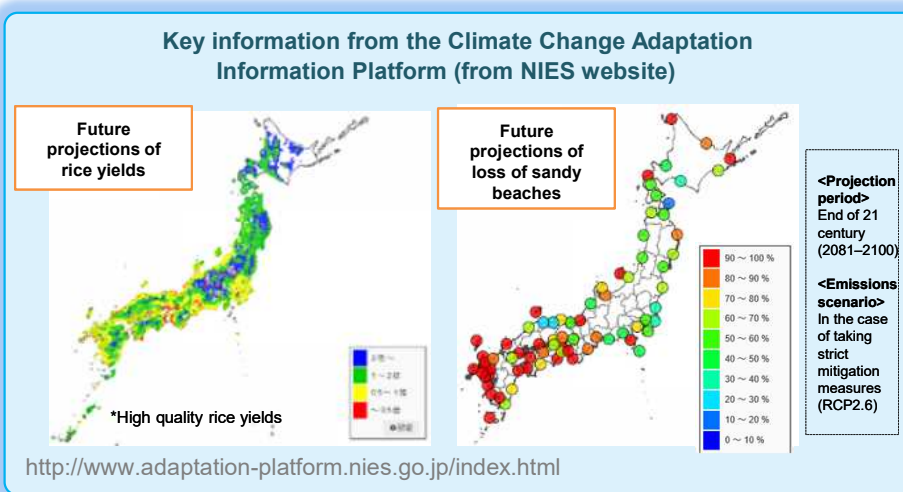 Key information from the Climate Change Adaptation
Information Platform (from NIES website)
Future
projections of
rice yields
*High quality rice yields
Future
projections of
loss of sandy
beaches
90 ～ 100 %
80 ～ 90 %
70 ～ 80 %
60 ～ 70 %
50 ～ 60 %
40 ～ 50 %
30 ～ 40 %
20 ～ 30 %
10 ～ 20 %
0 ～ 10 %
<Projection
period>
End of 21
century
(2081–2100)
<Emissions
scenario>
In the case
of taking
strict
mitigation
measures
(RCP2.6)
http://www.adaptation-platform.nies.go.jp/index.html